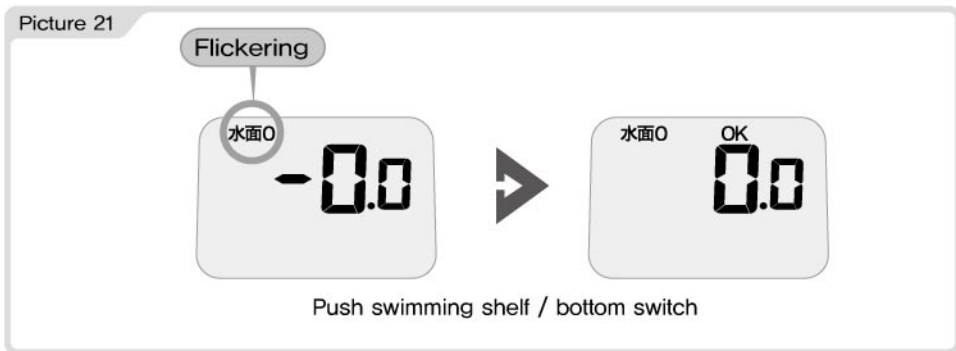 Picture 21
Flickering
水面0
-0.0
水面0 OK
0.0
Push swimming shelf / bottom switch